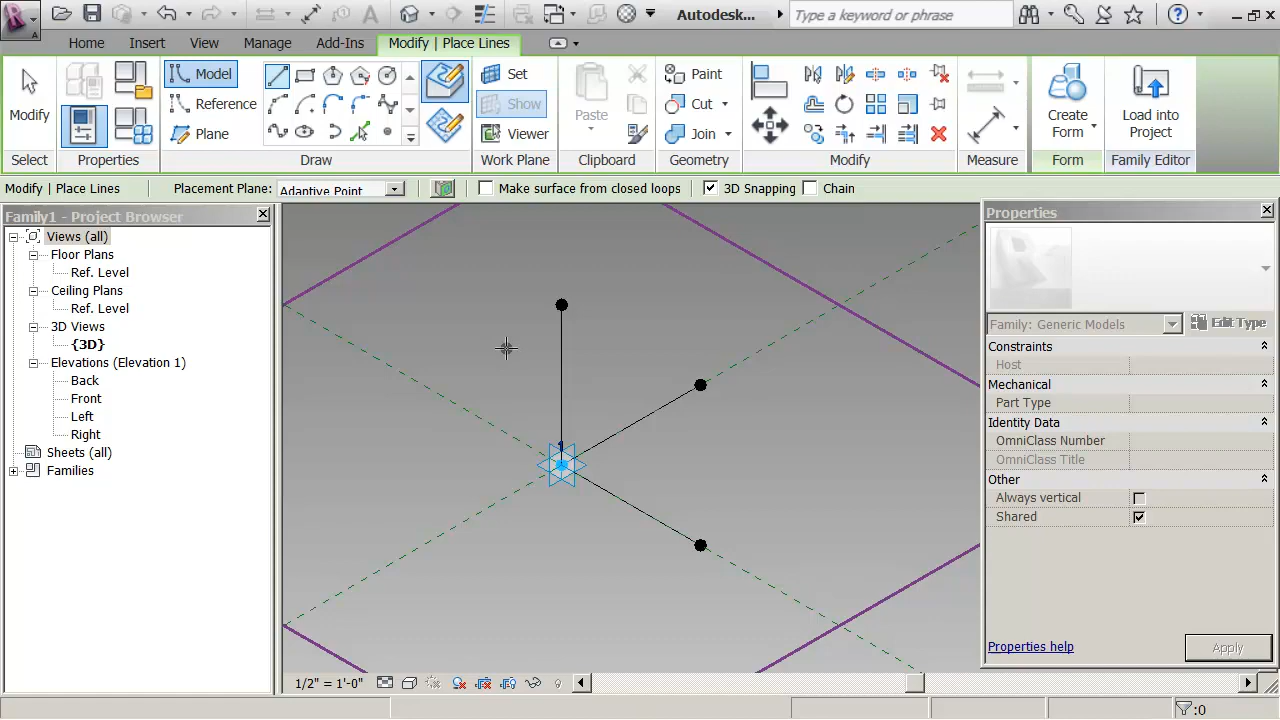 Autodesk...
Type a keyword or phrase
Home
Insert
View
Manage
Add-Ins
Modify | Place Lines
Modify
Select
Properties
Model
Reference
Plane
Draw
Set
Show
Viewer
Work Plane
Paste
Clipboard
Paint
Cut
Join
Geometry
Modify
Measure
Create
Form
Form
Load into
Project
Family Editor
Modify | Place Lines
Placement Plane:
Adaptive Point
Make surface from closed loops
3D Snapping
Chain
Family1 - Project Browser
Views (all)
Floor Plans
Ref. Level
Ceiling Plans
Ref. Level
3D Views
{3D}
Elevations (Elevation 1)
Back
Front
Left
Right
Sheets (all)
Families
1
Properties
Family: Generic Models
Edit Type
Constraints
Host
Mechanical
Part Type
Identity Data
OmniClass Number
OmniClass Title
Other
Always vertical
Shared
Properties help
Apply
1/2" = 1'-0"
:0